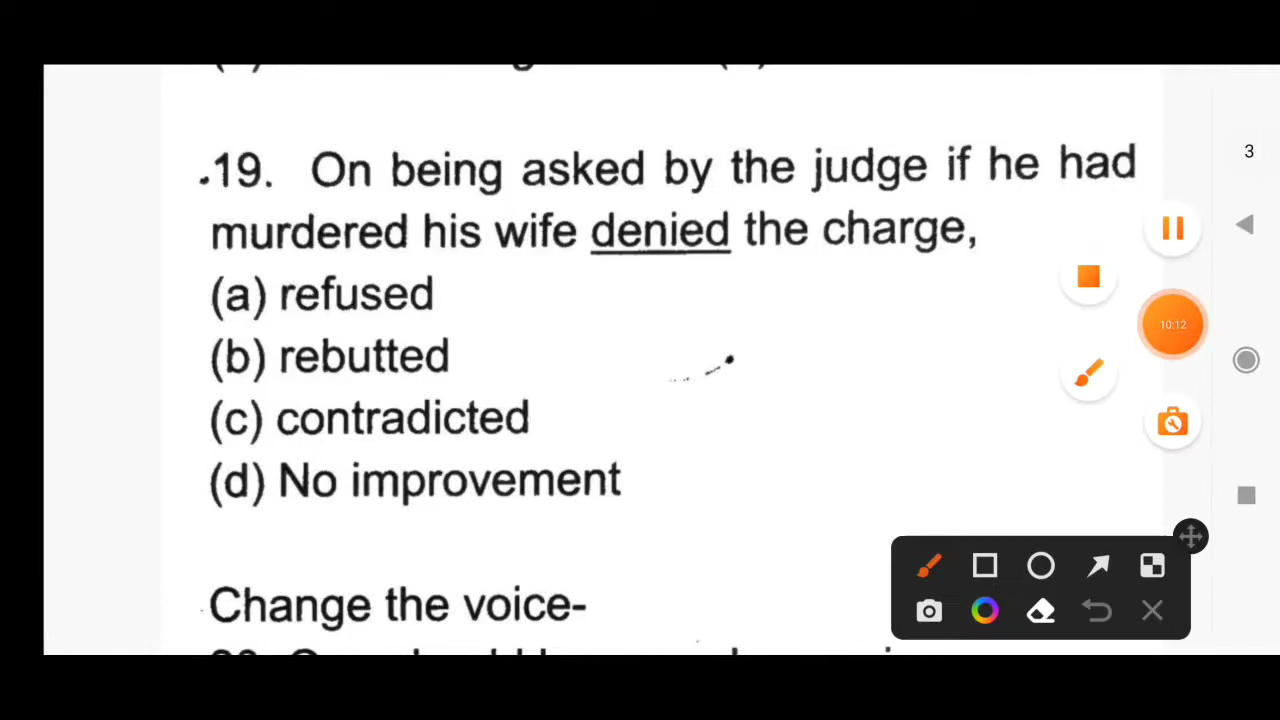 .19. On being asked by the judge if he had
murdered his wife denied the charge,
(a) refused
(b) rebutted
(c) contradicted
(d) No improvement
Change the voice-
3
10:12